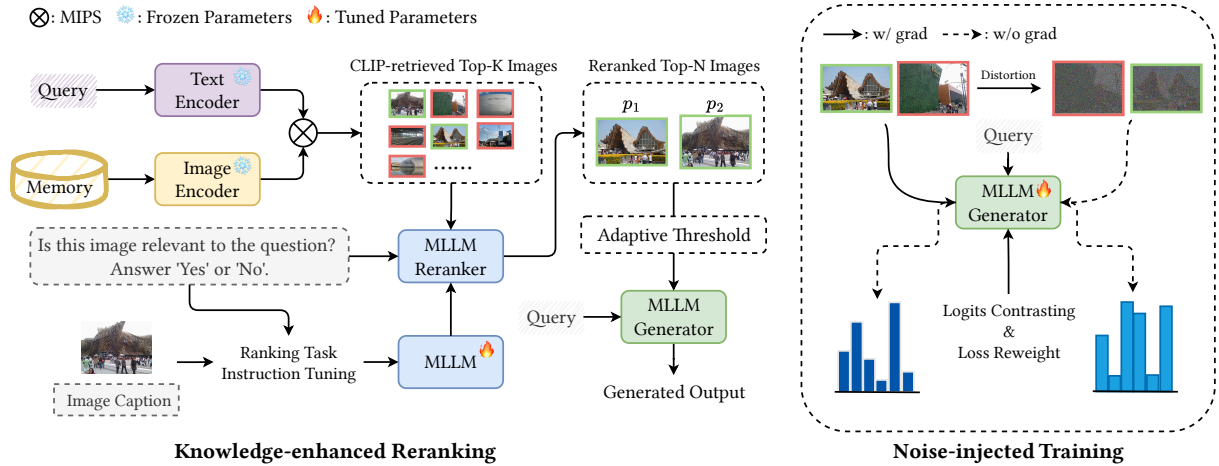 ⊗: MIPS ❄: Frozen Parameters 🔥: Tuned Parameters
Query
Text
Encoder
Memory
Image
Encoder
CLIP-retrieved Top-K Images
......
Reranked Top-N Images
p1
p2
Is this image relevant to the question?
Answer 'Yes' or 'No'.
MLLM
Reranker
Adaptive Threshold
Query
MLLM
Generator
Generated Output
Image Caption
Ranking Task
Instruction Tuning
MLLM
Knowledge-enhanced Reranking
: w/ grad
: w/o grad
Distortion
Query
MLLM
Generator
Logits Contrasting
&
Loss Reweight
Noise-injected Training